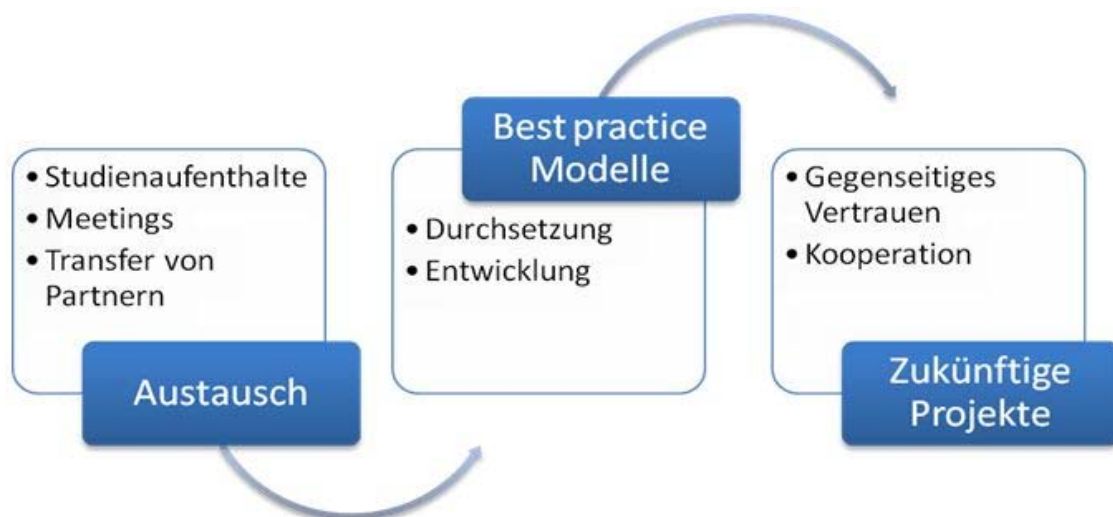 • Studienaufenthalte
• Meetings
• Transfer von
Partnern
Austausch
Best practice
Modelle
• Durchsetzung
• Entwicklung
• Gegenseitiges
Vertrauen
• Kooperation
Zukünftige
Projekte